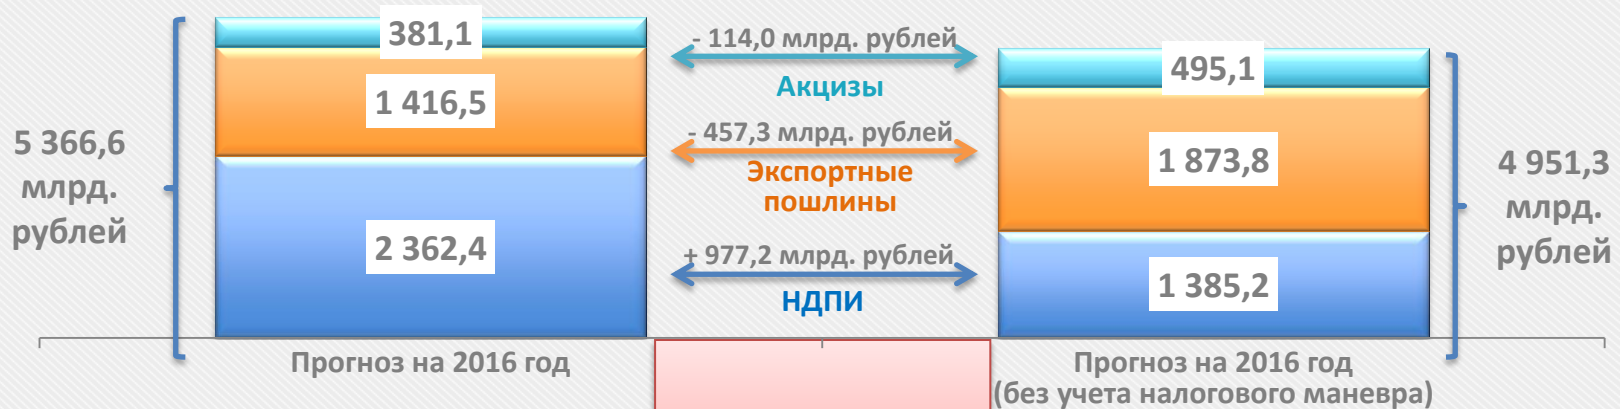 5 366,6
млрд.
рублей
381,1
1 416,5
2 362,4
Прогноз на 2016 год
- 114,0 млрд. рублей
Акцизы
- 457,3 млрд. рублей
Экспортные
пошлины
+ 977,2 млрд. рублей
НДПИ
495,1
1 873,8
1 385,2
Прогноз на 2016 год
(без учета налогового маневра)
4 951,3
млрд.
рублей